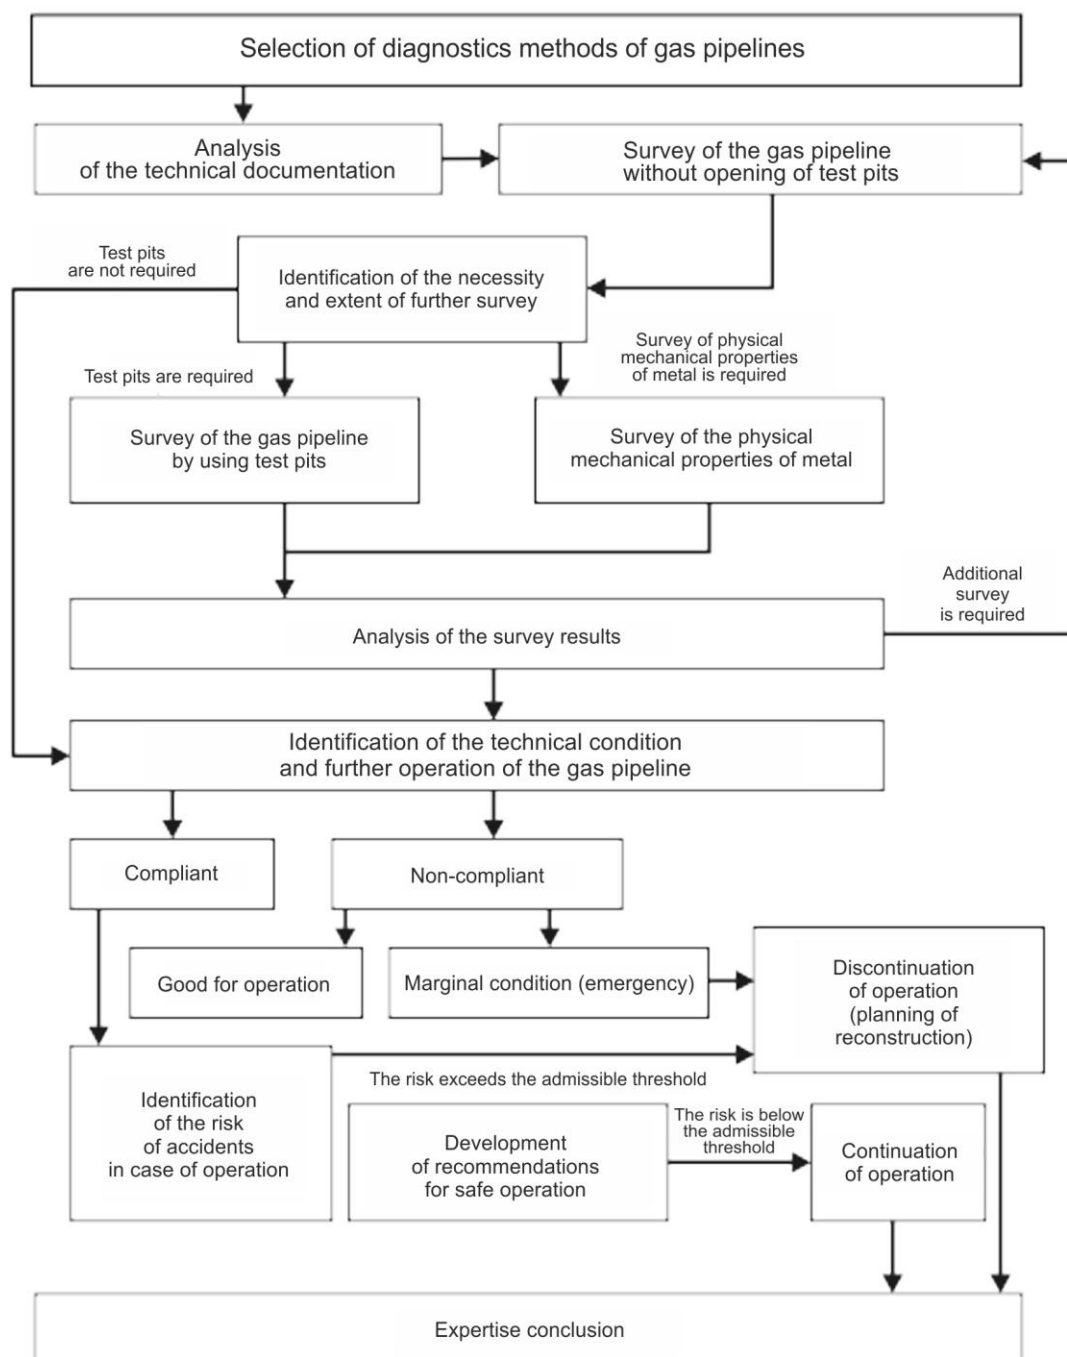 Selection of diagnostics methods of gas pipelines
Analysis
of the technical documentation
Survey of the gas pipeline
without opening of test pits
Test pits
are not required
Identification of the necessity
and extent of further survey
Survey of physical
mechanical properties
of metal is required
Test pits are required
Survey of the gas pipeline
by using test pits
Survey of the physical
mechanical properties of metal
Additional
survey
is required
Analysis of the survey results
Identification of the technical condition
and further operation of the gas pipeline
Compliant
Non-compliant
Good for operation
Marginal condition (emergency)
Discontinuation
of operation
(planning of
reconstruction)
The risk exceeds the admissible threshold
Identification
of the risk
of accidents
in case of operation
Development
of recommendations
for safe operation
The risk is below
the admissible
threshold
Continuation
of operation
Expertise conclusion